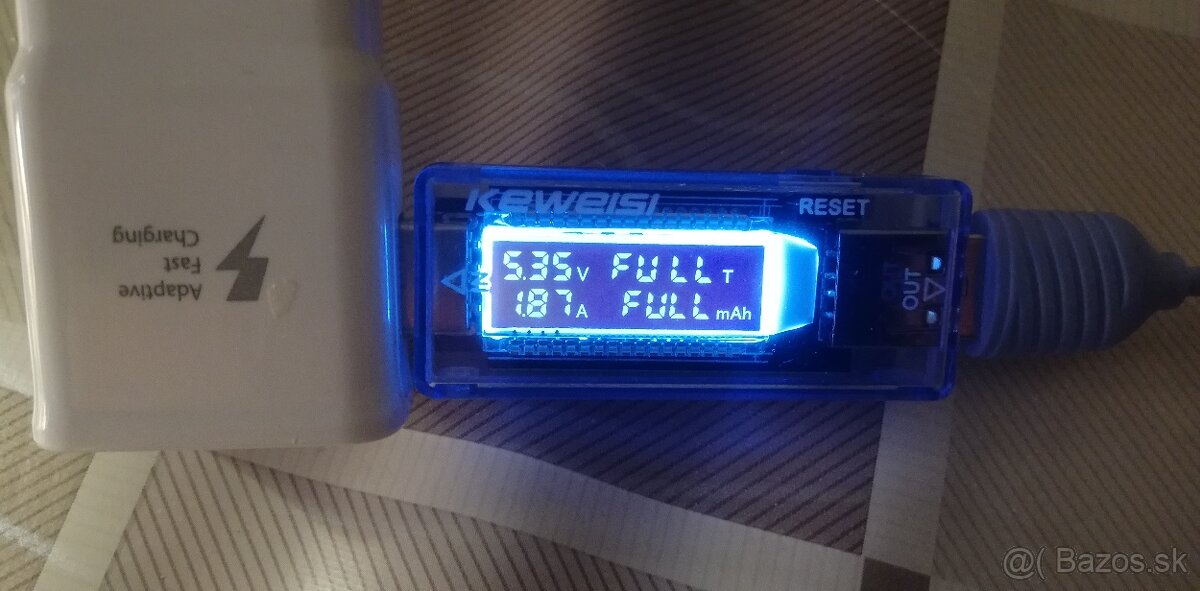 Adaptive
Fast
Charging
KEWEISI
RESET
5.35V FULL T
1.87A FULL mAh
IN
OUT
@( Bazos.sk